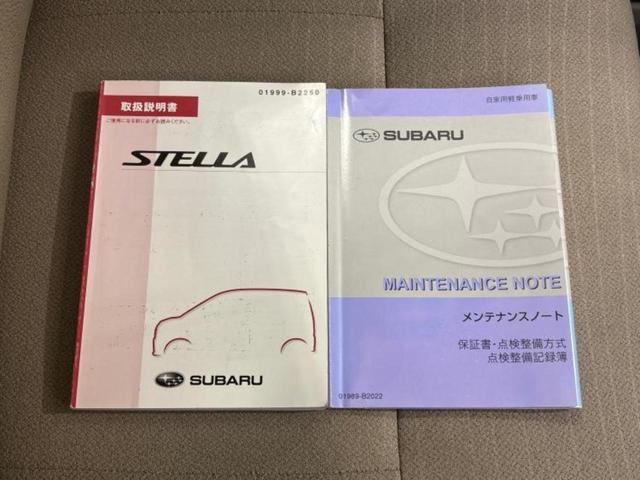 01999-B2250
取扱説明書
ご使用になる前に必ずお読みください。
STELLA
SUBARU
自家用軽乗用車
SUBARU
MAINTENANCE NOTE
メンテナンスノート
保証書・点検整備方式
点検整備記録簿
01989-B2022